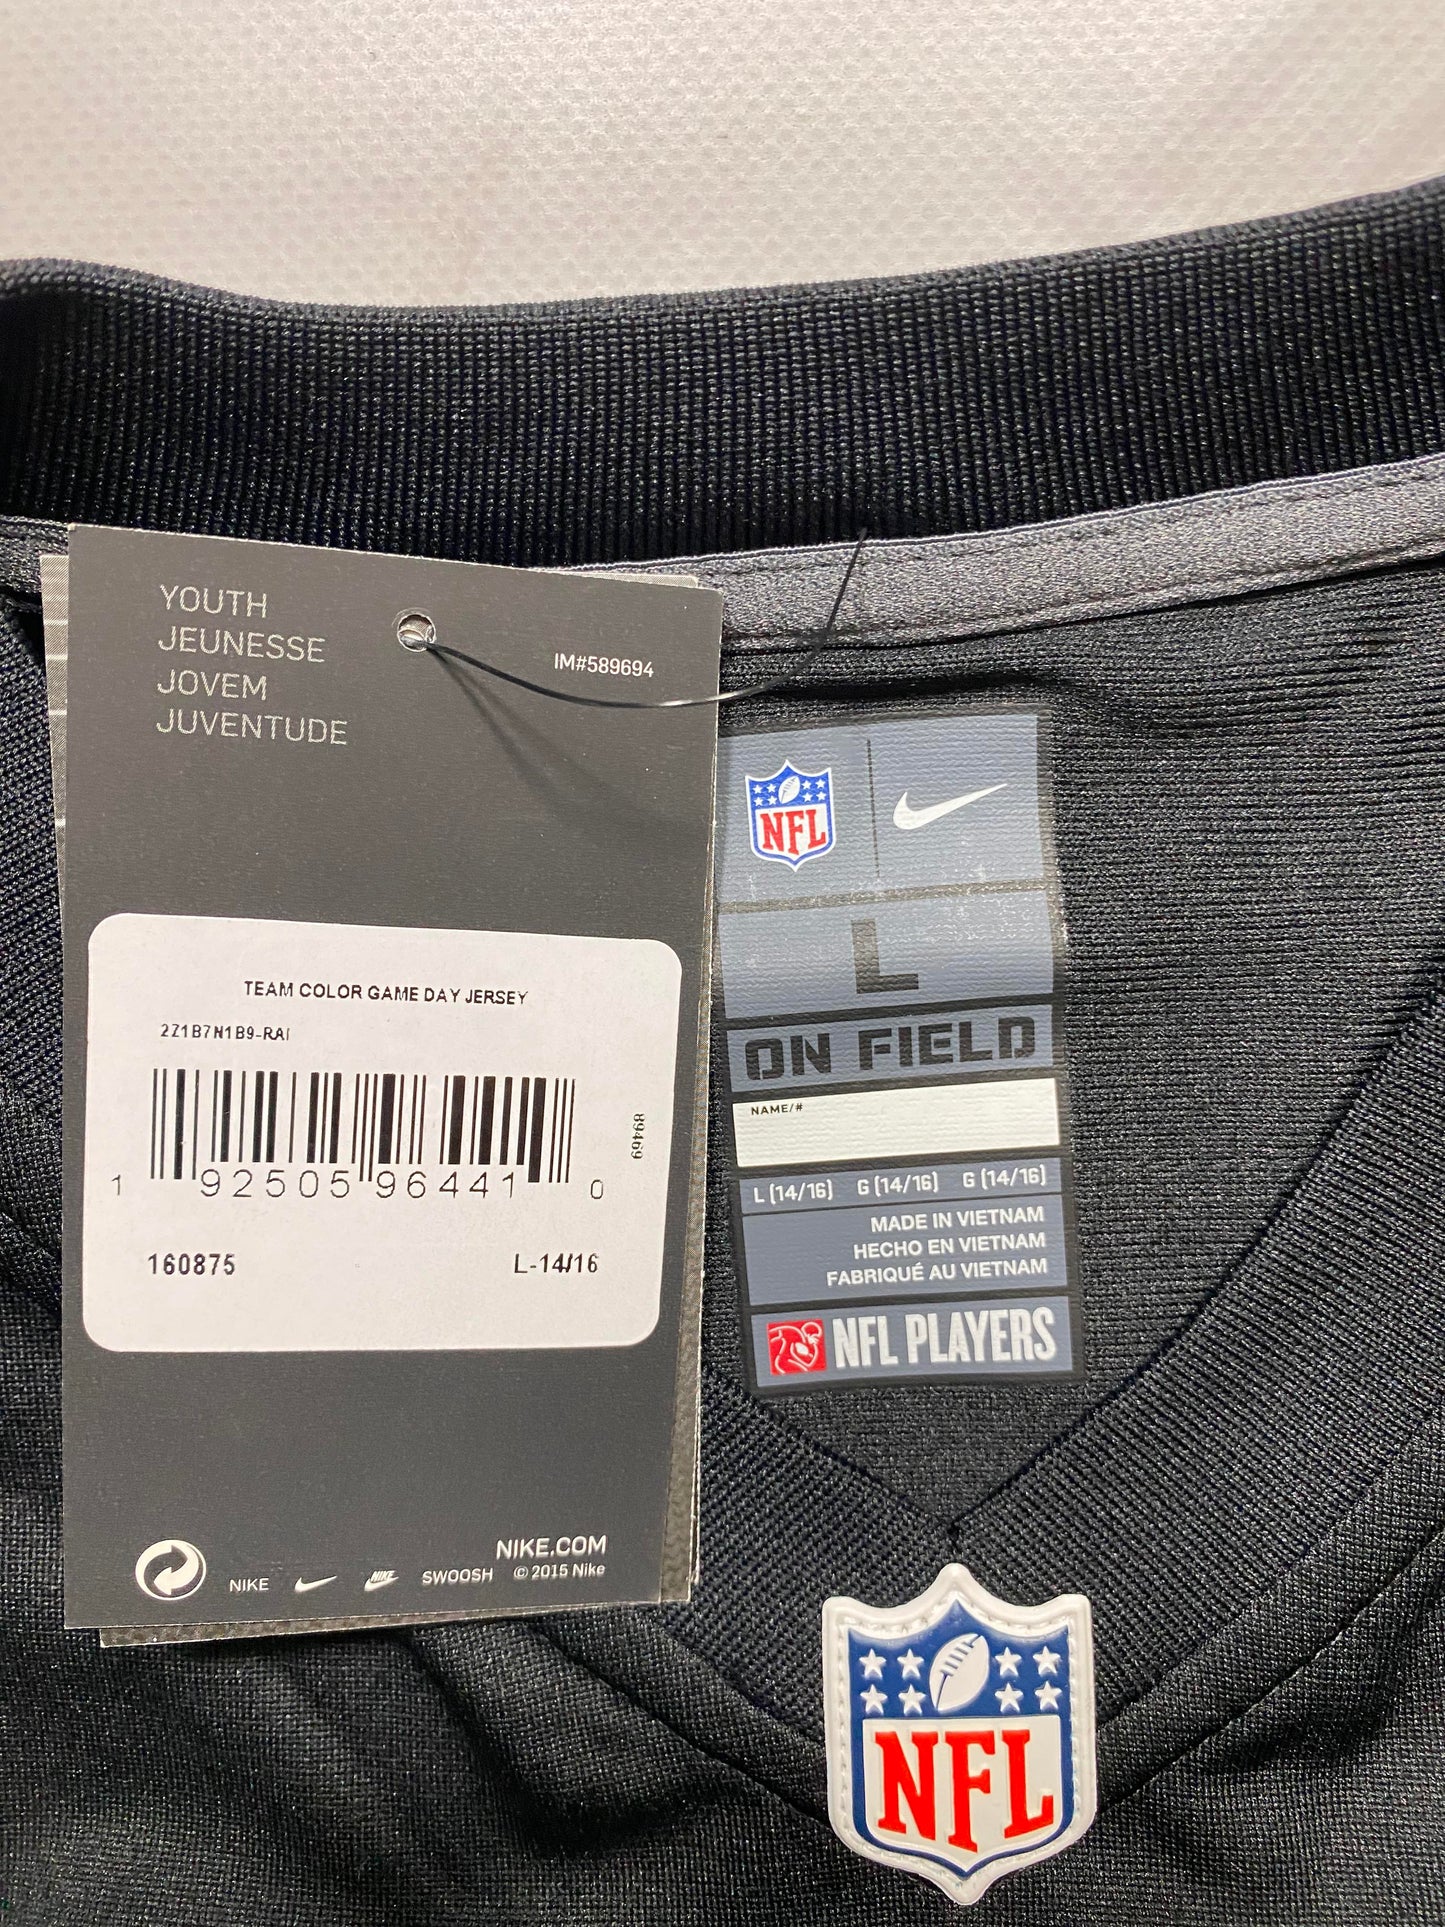 YOUTH
JEUNESSE
JOVEM
JUVENTUDE
IM#589694
TEAM COLOR GAME DAY JERSEY
2Z1B7N1B9-RAI
89469
1 92505 96441 0
160875 L-14/16
NIKE.COM
NIKE NIKE SWOOSH © 2015 Nike
NFL
L
ON FIELD
NAME/#
L (14/16) G (14/16) G (14/16)
MADE IN VIETNAM
HECHO EN VIETNAM
FABRIQUÉ AU VIETNAM
NFL PLAYERS
NFL